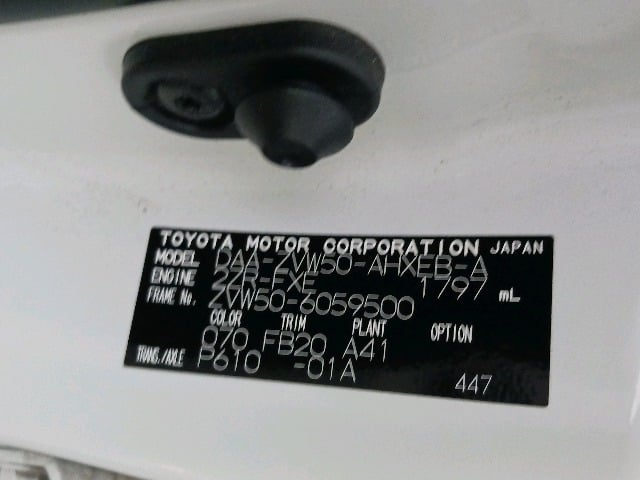 TOYOTA MOTOR CORPORATION JAPAN
MODEL DAA-ZVW50-AHXEB-A
ENGINE 2ZR-FXE 1797 mL
FRAME No. ZVW50-6059500
COLOR TRIM PLANT OPTION
070 FB20 A41
TRANS./AXLE P610 -01A
447